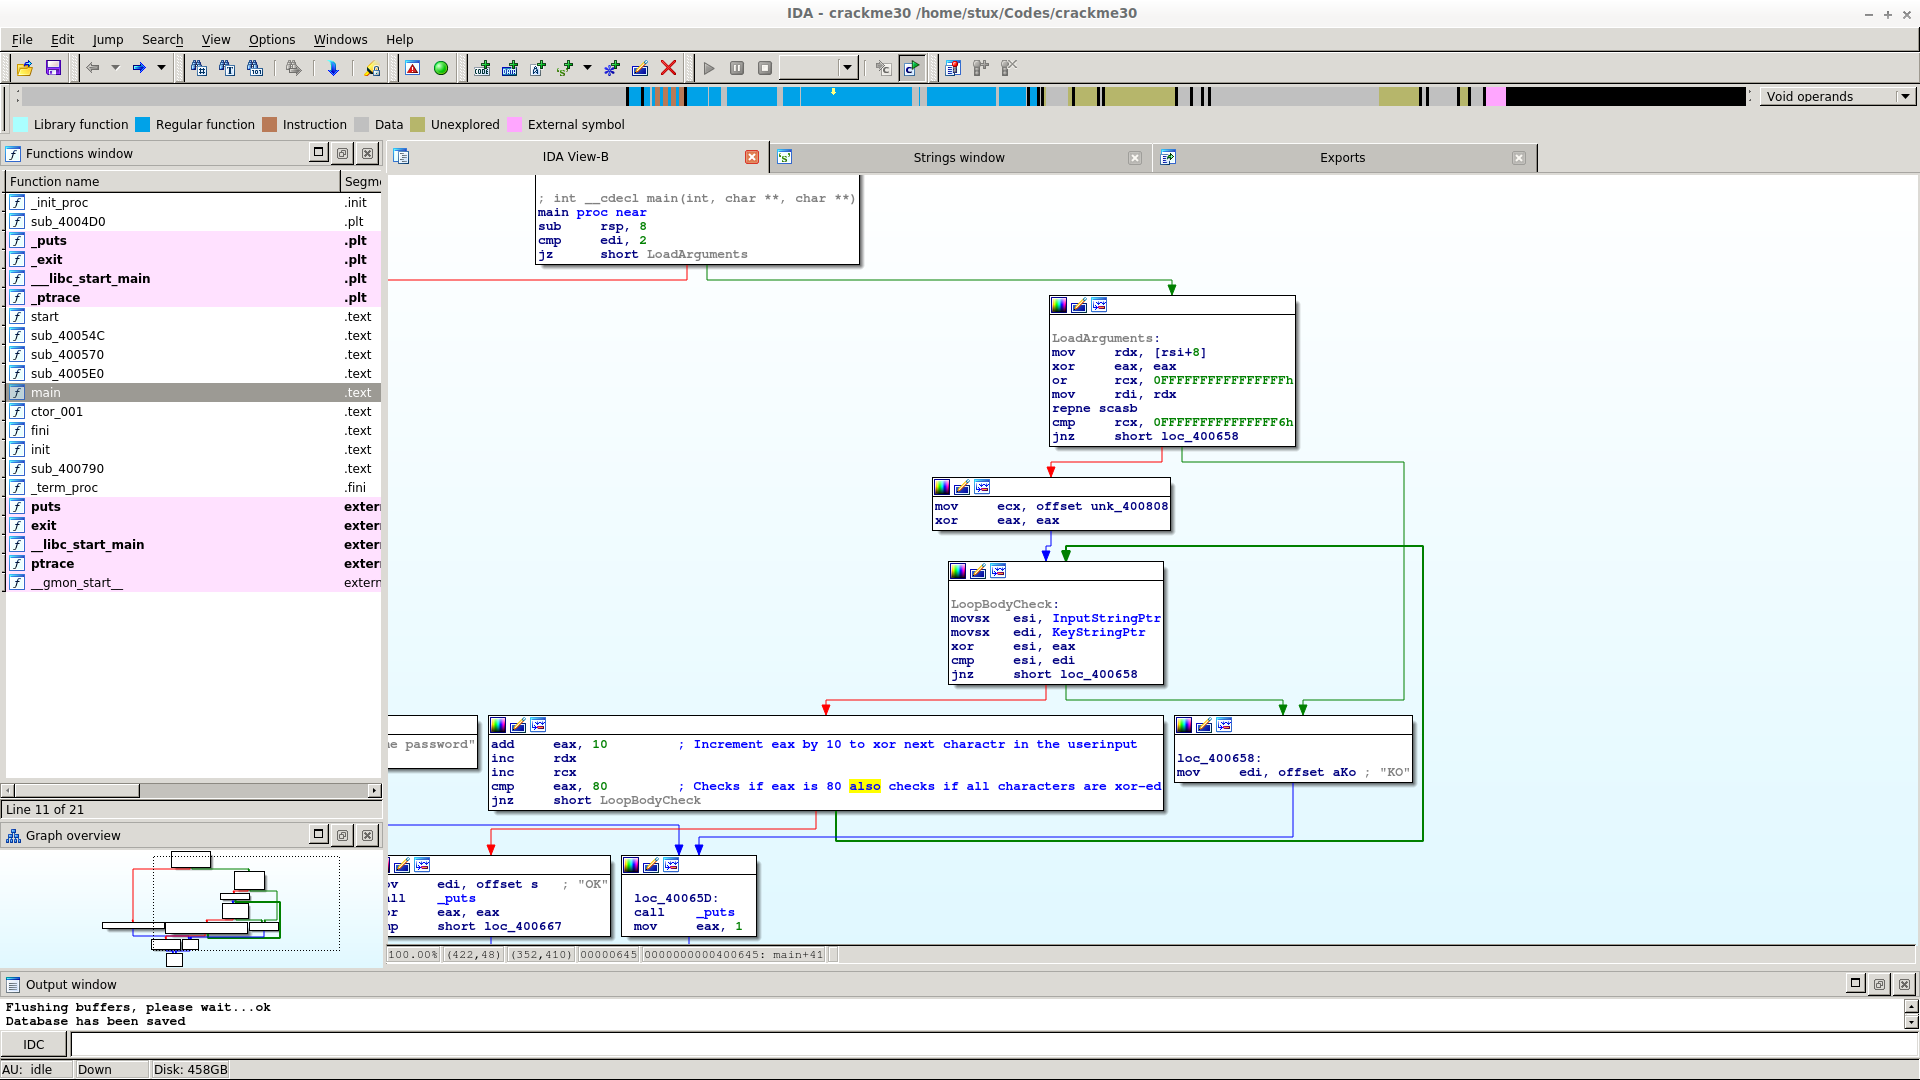 IDA - crackme30 /home/stux/Codes/crackme30
File Edit Jump Search View Options Windows Help
Void operands
Library function Regular function Instruction Data Unexplored External symbol
Functions window
Function name Segm
_init_proc .init
sub_4004D0 .plt
_puts .plt
_exit .plt
___libc_start_main .plt
_ptrace .plt
start .text
sub_40054C .text
sub_400570 .text
sub_4005E0 .text
main .text
ctor_001 .text
fini .text
init .text
sub_400790 .text
_term_proc .fini
puts exter
exit exter
__libc_start_main exter
ptrace exter
__gmon_start__ extern
Line 11 of 21
Graph overview
IDA View-B
Strings window
Exports
; int __cdecl main(int, char **, char **)
main proc near
sub rsp, 8
cmp edi, 2
jz short LoadArguments
LoadArguments:
mov rdx, [rsi+8]
xor eax, eax
or rcx, 0FFFFFFFFFFFFFFFFh
mov rdi, rdx
repne scasb
cmp rcx, 0FFFFFFFFFFFFFFF6h
jnz short loc_400658
mov ecx, offset unk_400808
xor eax, eax
LoopBodyCheck:
movsx esi, InputStringPtr
movsx edi, KeyStringPtr
xor esi, eax
cmp esi, edi
jnz short loc_400658
e password"
add eax, 10 ; Increment eax by 10 to xor next charactr in the userinput
inc rdx
inc rcx
cmp eax, 80 ; Checks if eax is 80 also checks if all characters are xor-ed
jnz short LoopBodyCheck
loc_400658:
mov edi, offset aKo ; "KO"
ov edi, offset s ; "OK"
all _puts
or eax, eax
mp short loc_400667
loc_40065D:
call _puts
mov eax, 1
100.00% (422,48) (352,410) 00000645 0000000000400645: main+41
Output window
Flushing buffers, please wait...ok
Database has been saved
IDC
AU: idle Down Disk: 458GB